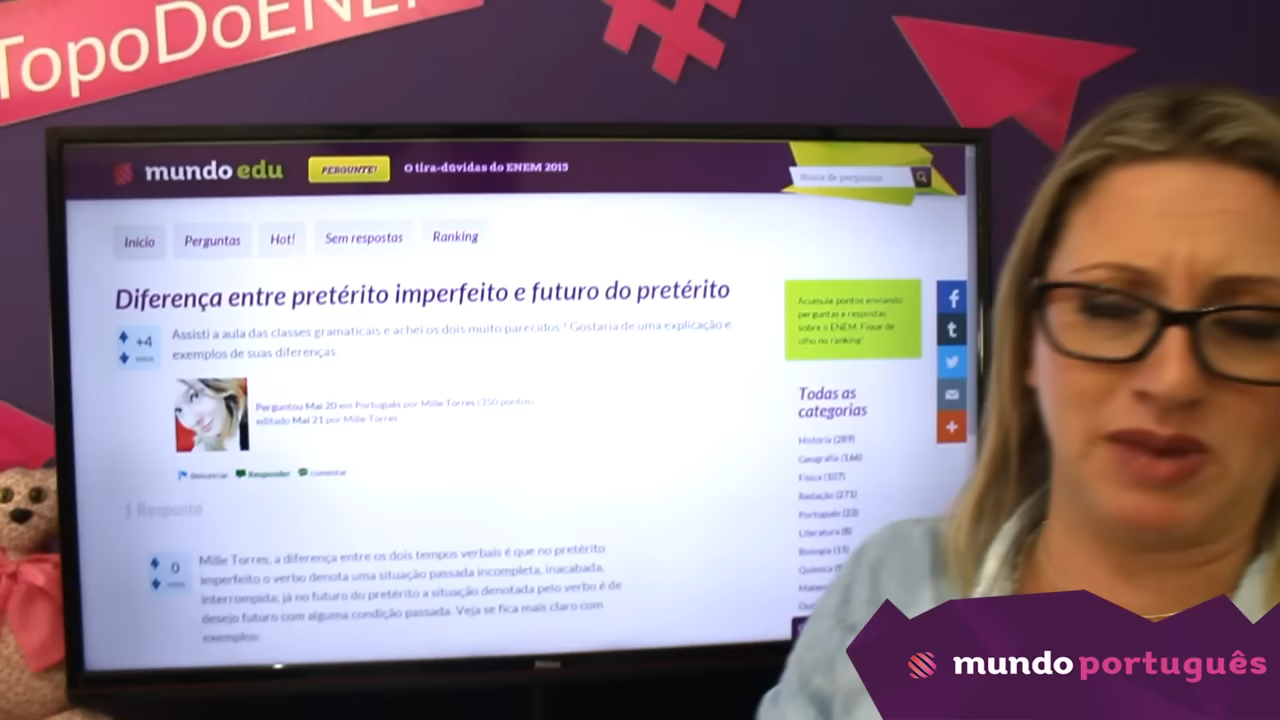 TopoDoENEM
#
mundo edu
PERGUNTE!
O tira-dúvidas do ENEM 2015
Busca de perguntas
Início
Perguntas
Hot!
Sem respostas
Ranking
Diferença entre pretérito imperfeito e futuro do pretérito
+4
votos
Assisti a aula das classes gramaticais e achei os dois muito parecidos ! Gostaria de uma explicação e
exemplos de suas diferenças.
Perguntou Mai 20 em Português por Mille Torres (350 pontos)
editado Mai 21 por Mille Torres
denunciar
Responder
comentar
1 Resposta
0
votos
Mille Torres, a diferença entre os dois tempos verbais é que no pretérito
imperfeito o verbo denota uma situação passada incompleta, inacabada,
interrompida; já no futuro do pretérito a situação denotada pelo verbo é de
desejo futuro com alguma condição passada. Veja se fica mais claro com
exemplos:
Acumule pontos enviando
perguntas e respostas
sobre o ENEM. Fique de
olho no ranking!
Todas as
categorias
História (289)
Geografia (166)
Física (107)
Redação (271)
Português (23)
Literatura (8)
Biologia (15)
f
t
+
mundo português